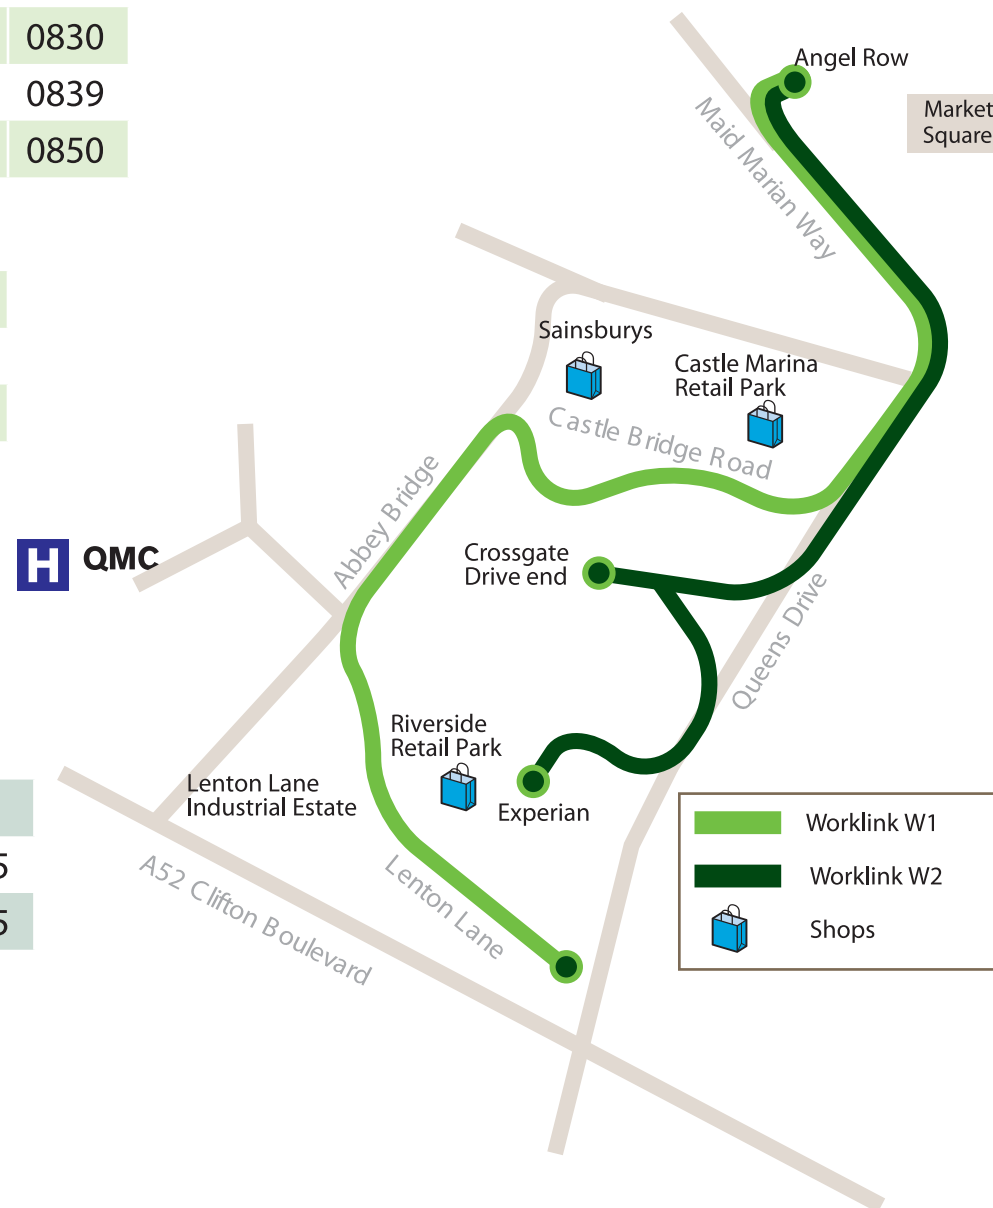 0830
0839
0850
5
5
Angel Row
Market
Square
Maid Marian Way
Sainsburys
Castle Marina
Retail Park
Castle Bridge Road
Abbey Bridge
H QMC
Crossgate
Drive end
Queens Drive
Riverside
Retail Park
Lenton Lane
Industrial Estate
Experian
A52 Clifton Boulevard
Lenton Lane
Worklink W1
Worklink W2
Shops